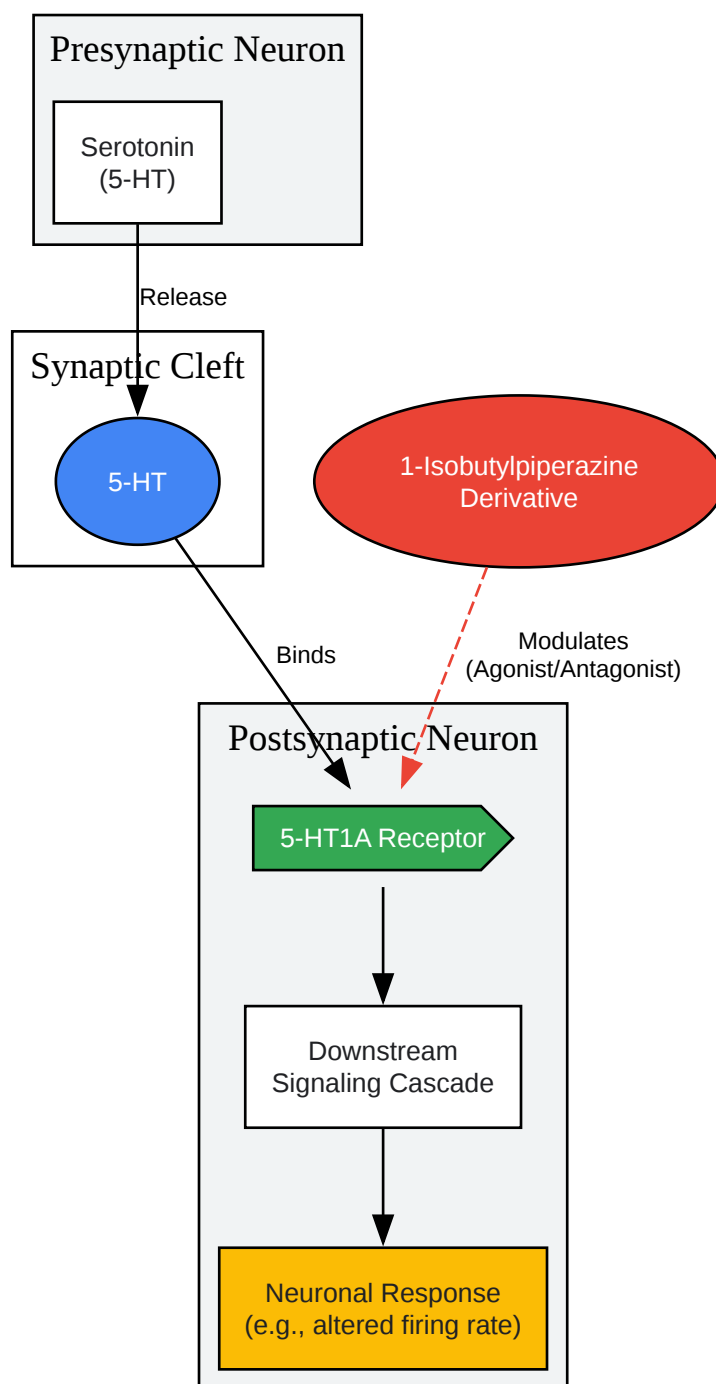 Presynaptic Neuron
Serotonin
(5-HT)
Release
Synaptic Cleft
5-HT
1-Isobutylpiperazine
Derivative
Binds
Modulates
(Agonist/Antagonist)
Postsynaptic Neuron
5-HT1A Receptor
Downstream
Signaling Cascade
Neuronal Response
(e.g., altered firing rate)